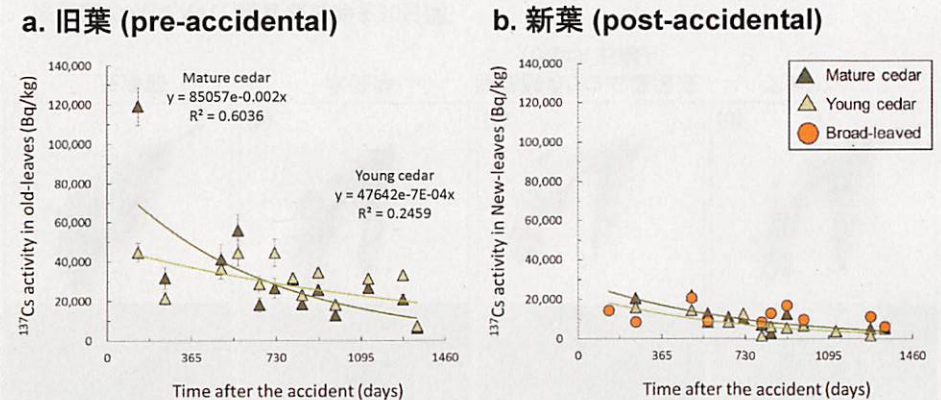 a. 旧葉 (pre-accidental)
¹³⁷Cs activity in old-leaves (Bq/kg)
140,000
120,000
100,000
80,000
60,000
40,000
20,000
0
Mature cedar
y = 85057e-0.002x
R² = 0.6036
Young cedar
y = 47642e-7E-04x
R² = 0.2459
0 365 730 1095 1460
Time after the accident (days)
b. 新葉 (post-accidental)
¹³⁷Cs activity in New-leaves (Bq/kg)
140,000
120,000
100,000
80,000
60,000
40,000
20,000
0
Mature cedar
Young cedar
Broad-leaved
0 365 730 1095 1460
Time after the accident (days)